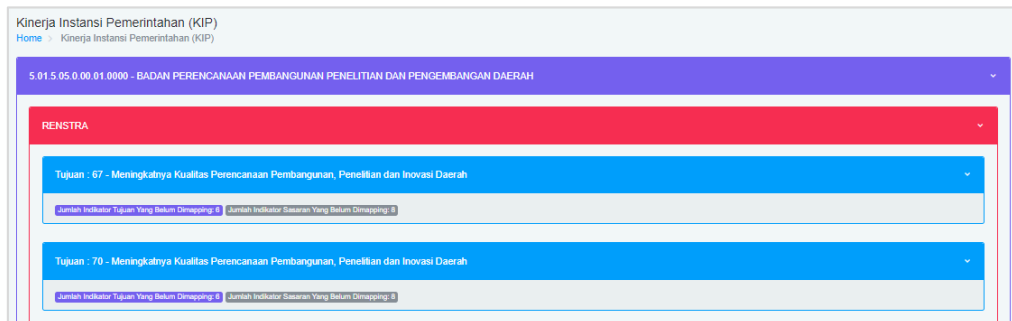 Kinerja Instansi Pemerintahan (KIP)
Home > Kinerja Instansi Pemerintahan (KIP)
5.01.5.05.0.00.01.0000 - BADAN PERENCANAAN PEMBANGUNAN PENELITIAN DAN PENGEMBANGAN DAERAH
RENSTRA
Tujuan : 67 - Meningkatnya Kualitas Perencanaan Pembangunan, Penelitian dan Inovasi Daerah
Jumlah Indikator Tujuan Yang Belum Dimapping: 6 Jumlah Indikator Sasaran Yang Belum Dimapping: 8
Tujuan : 70 - Meningkatnya Kualitas Perencanaan Pembangunan, Penelitian dan Inovasi Daerah
Jumlah Indikator Tujuan Yang Belum Dimapping: 6 Jumlah Indikator Sasaran Yang Belum Dimapping: 8